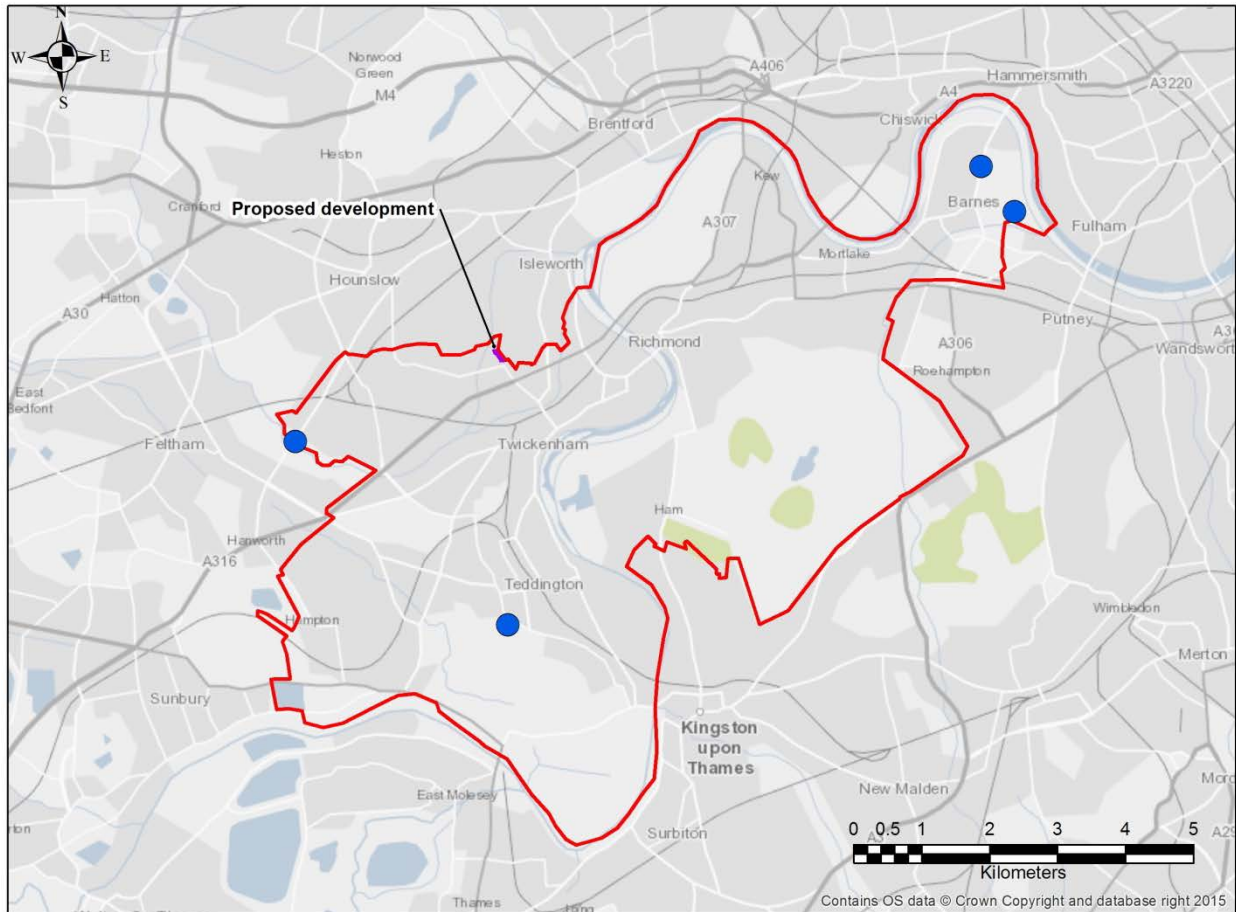 N
W E
S
Norwood
Green
M4
A406
Hammersmith
A3220
A4
Chiswick
Brentford
Heston
Kew
Cranford
Proposed development
Barnes
Fulham
A307
Mortlake
Isleworth
Hounslow
Hatton
A30
Putney
Richmond
A306
Wandswort
Roehampton
East
Bedfont
Feltham
Twickenham
Ham
Hanworth
A316
Teddington
Hampton
Wimbledon
Merton
Sunbury
Kingston
upon
Thames
East Molesey
New Malden
Surbiton
A3
0 0.5 1 2 3 4 5
Kilometers
Thames
Contains OS data © Crown Copyright and database right 2015